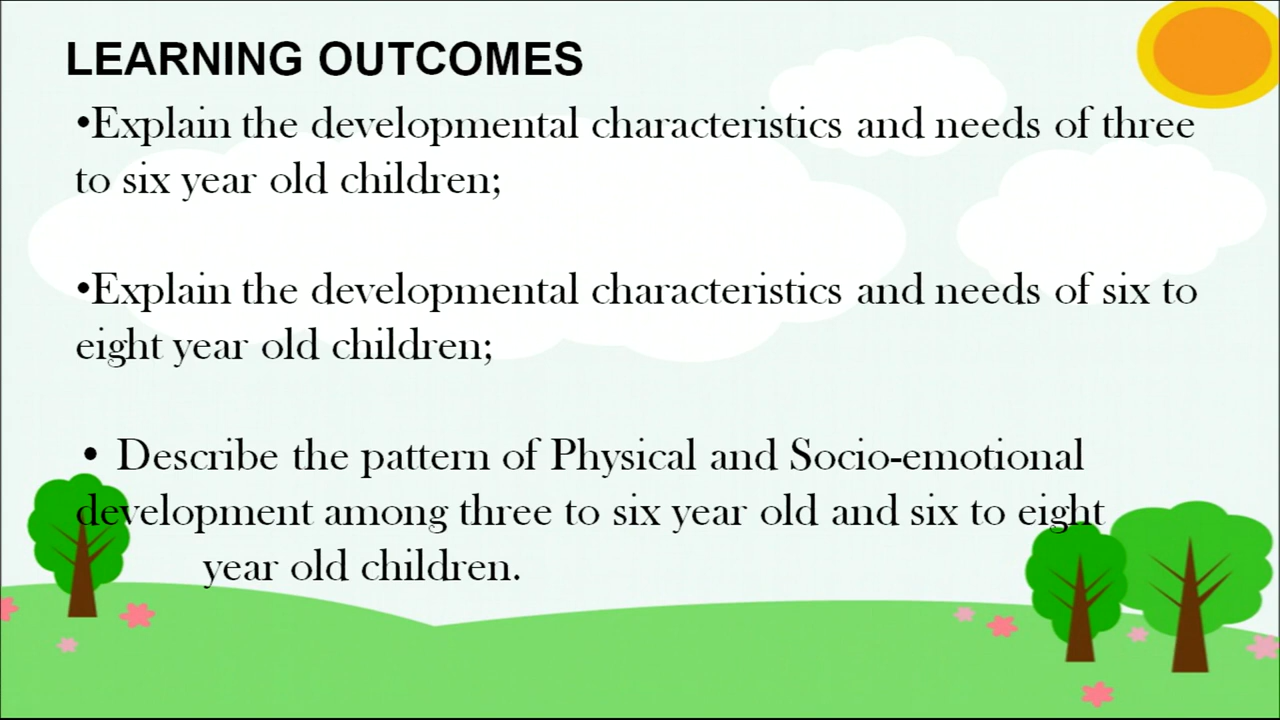 LEARNING OUTCOMES
•Explain the developmental characteristics and needs of three
to six year old children;
•Explain the developmental characteristics and needs of six to
eight year old children;
• Describe the pattern of Physical and Socio-emotional
development among three to six year old and six to eight
year old children.